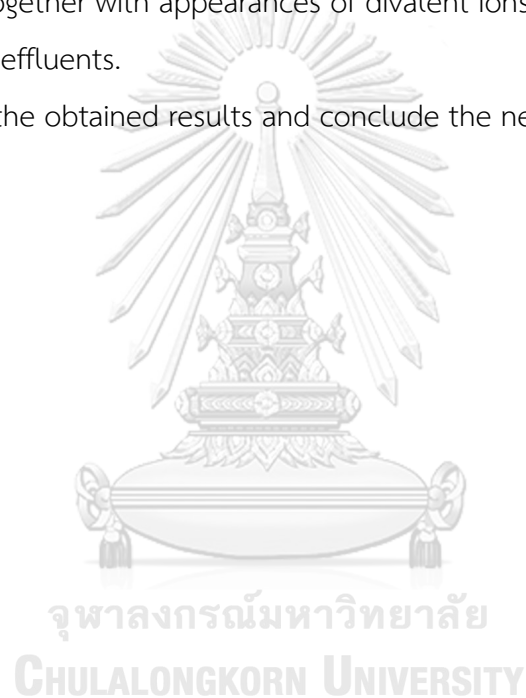 ogether with appearances of divalent ions
effluents.
the obtained results and conclude the ne
จุฬาลงกรณ์มหาวิทยาลัย
CHULALONGKORN UNIVERSITY